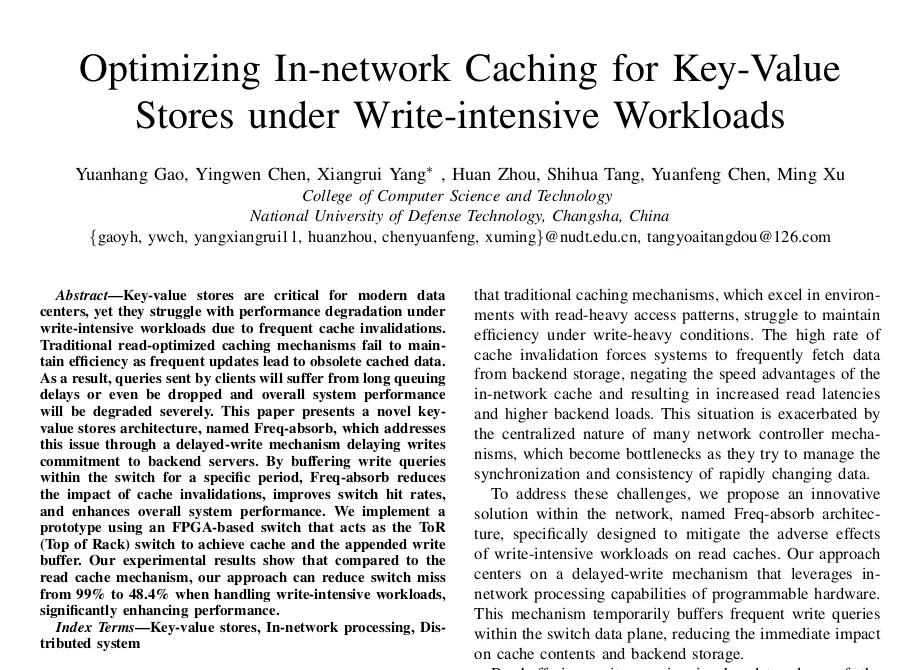 Optimizing In-network Caching for Key-Value
Stores under Write-intensive Workloads
Yuanhang Gao, Yingwen Chen, Xiangrui Yang* , Huan Zhou, Shihua Tang, Yuanfeng Chen, Ming Xu
College of Computer Science and Technology
National University of Defense Technology, Changsha, China
{gaoyh, ywch, yangxiangrui11, huanzhou, chenyuanfeng, xuming}@nudt.edu.cn, tangyoaitangdou@126.com
Abstract—Key-value stores are critical for modern data
centers, yet they struggle with performance degradation under
write-intensive workloads due to frequent cache invalidations.
Traditional read-optimized caching mechanisms fail to main-
tain efficiency as frequent updates lead to obsolete cached data.
As a result, queries sent by clients will suffer from long queuing
delays or even be dropped and overall system performance
will be degraded severely. This paper presents a novel key-
value stores architecture, named Freq-absorb, which addresses
this issue through a delayed-write mechanism delaying writes
commitment to backend servers. By buffering write queries
within the switch for a specific period, Freq-absorb reduces
the impact of cache invalidations, improves switch hit rates,
and enhances overall system performance. We implement a
prototype using an FPGA-based switch that acts as the ToR
(Top of Rack) switch to achieve cache and the appended write
buffer. Our experimental results show that compared to the
read cache mechanism, our approach can reduce switch miss
from 99% to 48.4% when handling write-intensive workloads,
significantly enhancing performance.
Index Terms—Key-value stores, In-network processing, Dis-
tributed system
that traditional caching mechanisms, which excel in environ-
ments with read-heavy access patterns, struggle to maintain
efficiency under write-heavy conditions. The high rate of
cache invalidation forces systems to frequently fetch data
from backend storage, negating the speed advantages of the
in-network cache and resulting in increased read latencies
and higher backend loads. This situation is exacerbated by
the centralized nature of many network controller mecha-
nisms, which become bottlenecks as they try to manage the
synchronization and consistency of rapidly changing data.
To address these challenges, we propose an innovative
solution within the network, named Freq-absorb architec-
ture, specifically designed to mitigate the adverse effects
of write-intensive workloads on read caches. Our approach
centers on a delayed-write mechanism that leverages in-
network processing capabilities of programmable hardware.
This mechanism temporarily buffers frequent write queries
within the switch data plane, reducing the immediate impact
on cache contents and backend storage.